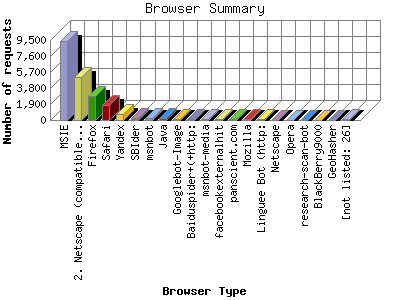 Browser Summary
Number of requests
9,500
7,600
5,700
3,800
1,900
0
MSIE
2. Netscape (compatible...
Firefox
Safari
Yandex
SBIder
msnbot
Java
Googlebot-Image
Baiduspider+(+http:
msnbot-media
facebookexternalhit
panscient.com
Mozilla
Linguee Bot (http:
Netscape
Opera
research-scan-bot
BlackBerry9000
GeoHasher
[not listed: 26]
Browser Type